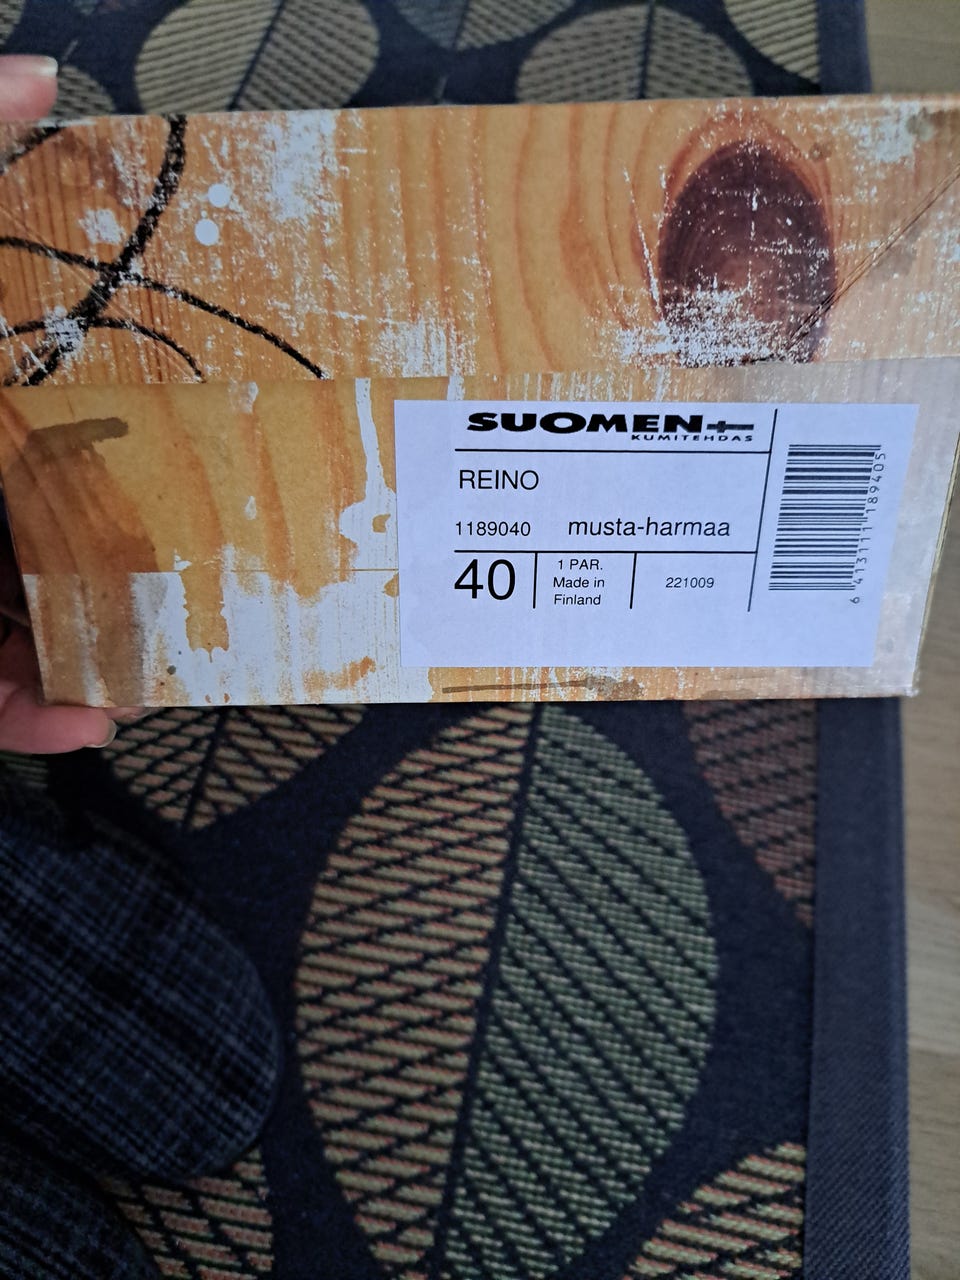 SUOMEN
KUMITEHDAS
REINO
1189040 musta-harmaa
40
1 PAR.
Made in
Finland
221009
6 413111 189405